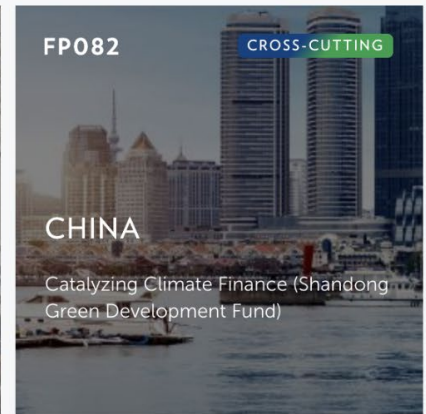 FP082
CROSS-CUTTING
CHINA
Catalyzing Climate Finance (Shandong
Green Development Fund)